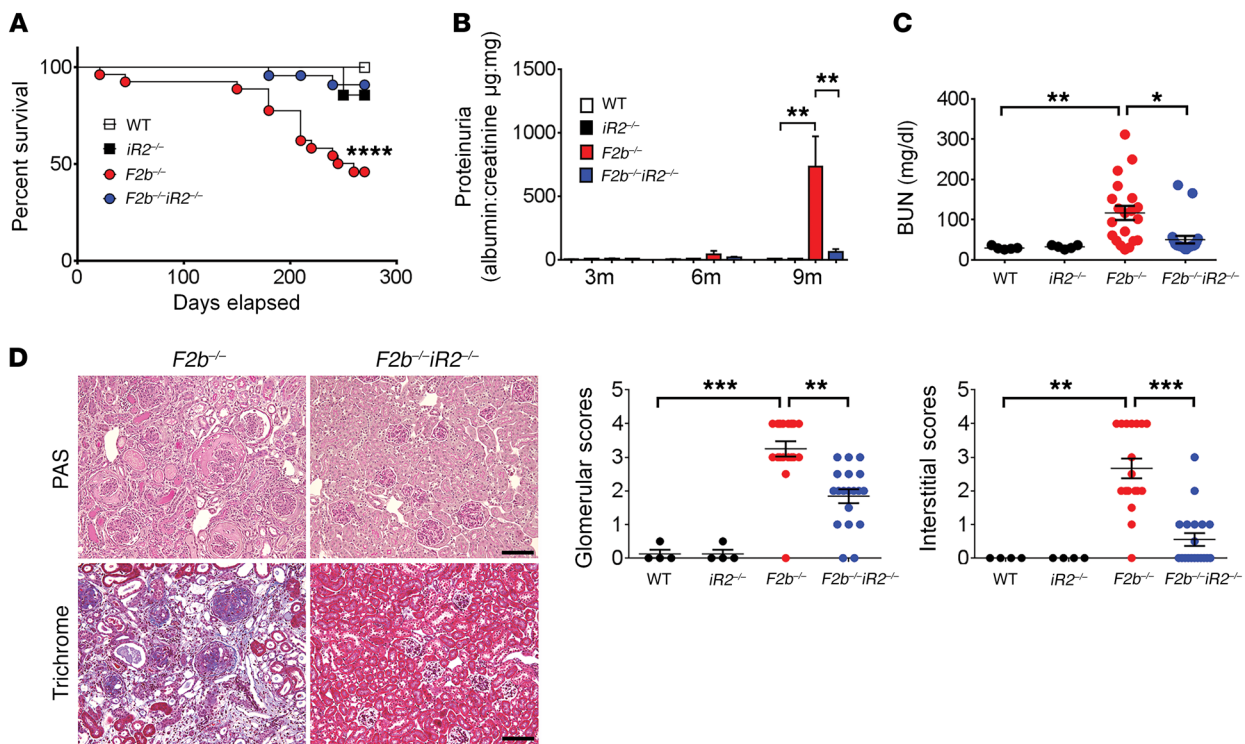 A
Percent survival
100
50
0
0
100
200
300
Days elapsed
WT
iR2–/–
F2b–/–
F2b–/–iR2–/–
****
B
Proteinuria
(albumin:creatinine μg:mg)
1500
1000
500
0
WT
iR2–/–
F2b–/–
F2b–/–iR2–/–
**
**
3m
6m
9m
C
BUN (mg/dl)
400
300
200
100
0
**
*
WT
iR2–/–
F2b–/–
F2b–/–iR2–/–
D
F2b–/–
F2b–/–iR2–/–
PAS
Trichrome
Glomerular scores
5
4
3
2
1
0
***
**
WT
iR2–/–
F2b–/–
F2b–/–iR2–/–
Interstitial scores
5
4
3
2
1
0
**
***
WT
iR2–/–
F2b–/–
F2b–/–iR2–/–